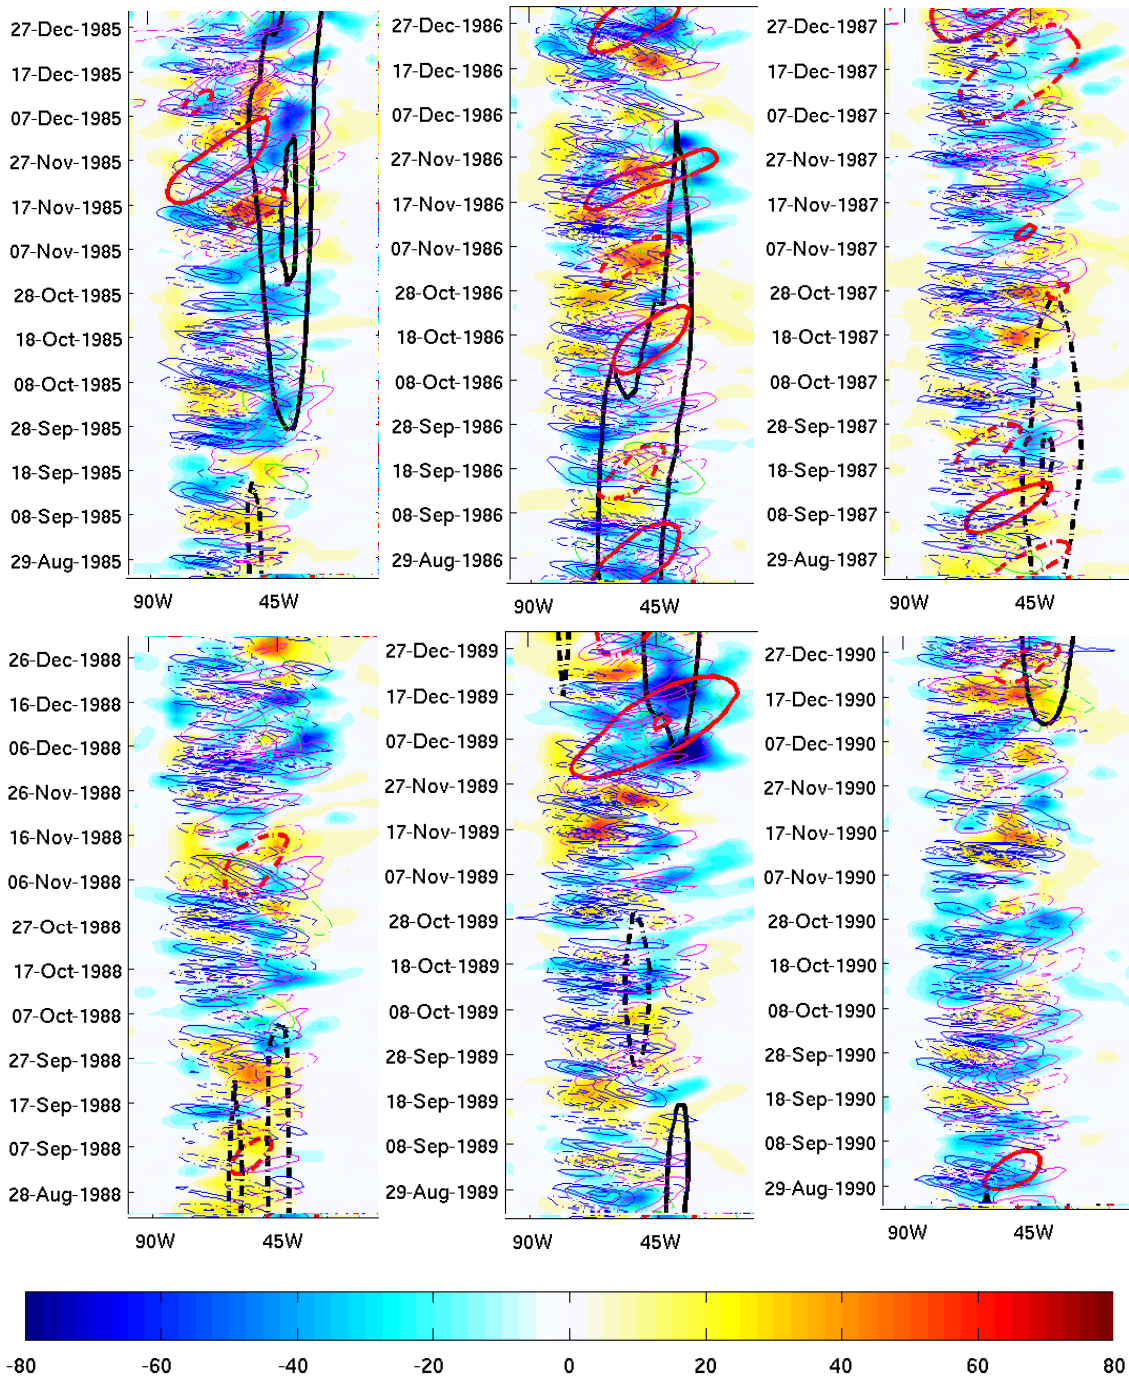 27-Dec-1985
17-Dec-1985
07-Dec-1985
27-Nov-1985
17-Nov-1985
07-Nov-1985
28-Oct-1985
18-Oct-1985
08-Oct-1985
28-Sep-1985
18-Sep-1985
08-Sep-1985
29-Aug-1985
90W 45W
27-Dec-1986
17-Dec-1986
07-Dec-1986
27-Nov-1986
17-Nov-1986
07-Nov-1986
28-Oct-1986
18-Oct-1986
08-Oct-1986
28-Sep-1986
18-Sep-1986
08-Sep-1986
29-Aug-1986
90W 45W
27-Dec-1987
17-Dec-1987
07-Dec-1987
27-Nov-1987
17-Nov-1987
07-Nov-1987
28-Oct-1987
18-Oct-1987
08-Oct-1987
28-Sep-1987
18-Sep-1987
08-Sep-1987
29-Aug-1987
90W 45W
26-Dec-1988
16-Dec-1988
06-Dec-1988
26-Nov-1988
16-Nov-1988
06-Nov-1988
27-Oct-1988
17-Oct-1988
07-Oct-1988
27-Sep-1988
17-Sep-1988
07-Sep-1988
28-Aug-1988
90W 45W
27-Dec-1989
17-Dec-1989
07-Dec-1989
27-Nov-1989
17-Nov-1989
07-Nov-1989
28-Oct-1989
18-Oct-1989
08-Oct-1989
28-Sep-1989
18-Sep-1989
08-Sep-1989
29-Aug-1989
90W 45W
27-Dec-1990
17-Dec-1990
07-Dec-1990
27-Nov-1990
17-Nov-1990
07-Nov-1990
28-Oct-1990
18-Oct-1990
08-Oct-1990
28-Sep-1990
18-Sep-1990
08-Sep-1990
29-Aug-1990
90W 45W
-80 -60 -40 -20 0 20 40 60 80